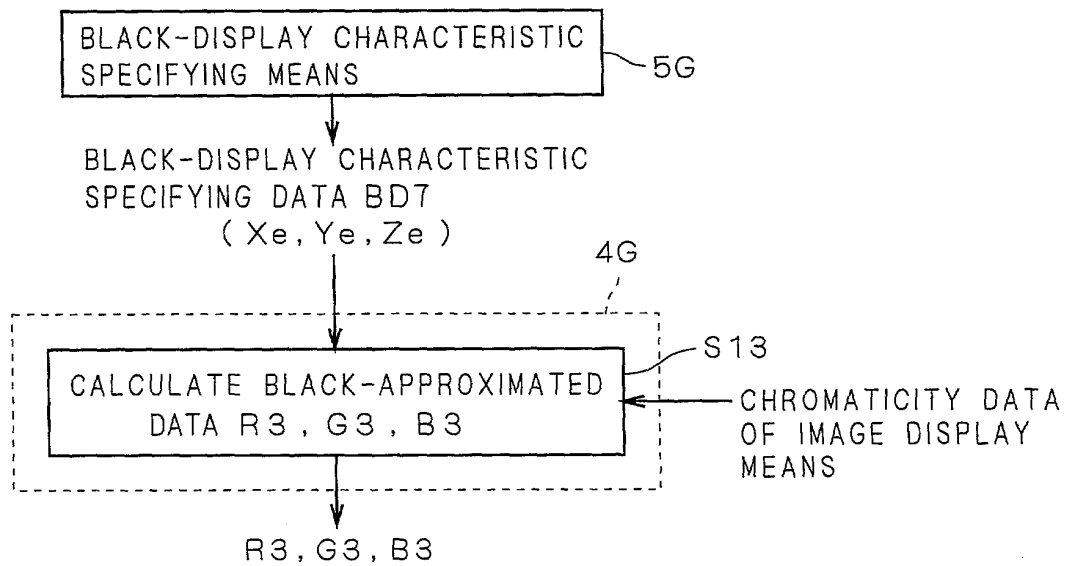 BLACK-DISPLAY CHARACTERISTIC
SPECIFYING MEANS
5G
BLACK-DISPLAY CHARACTERISTIC
SPECIFYING DATA BD7
(Xe, Ye, Ze)
4G
S13
CALCULATE BLACK-APPROXIMATED
DATA R3, G3, B3
CHROMATICITY DATA
OF IMAGE DISPLAY
MEANS
R3, G3, B3